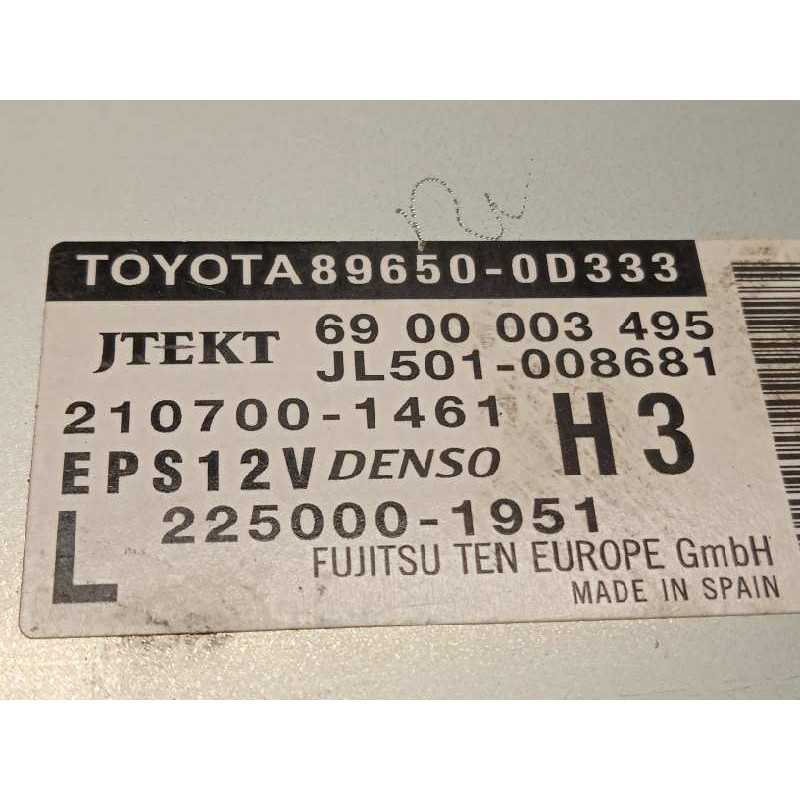 TOYOTA 89650-0D333
JTEKT 69 00 003 495
JL501-008681
210700-1461 H3
EPS12V DENSO
L 225000-1951
FUJITSU TEN EUROPE GmbH
MADE IN SPAIN